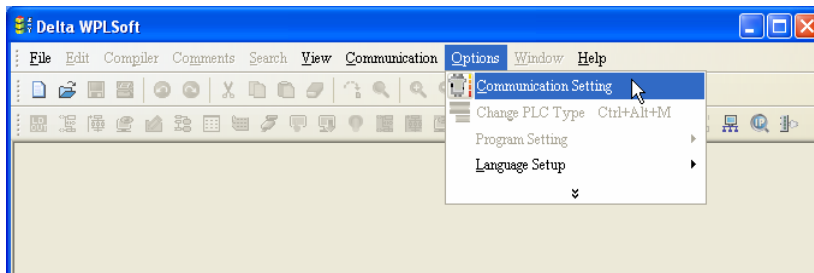 Delta WPLSoft
File Edit Compiler Comments Search View Communication Options Window Help
Communication Setting
Change PLC Type Ctrl+Alt+M
Program Setting
Language Setup